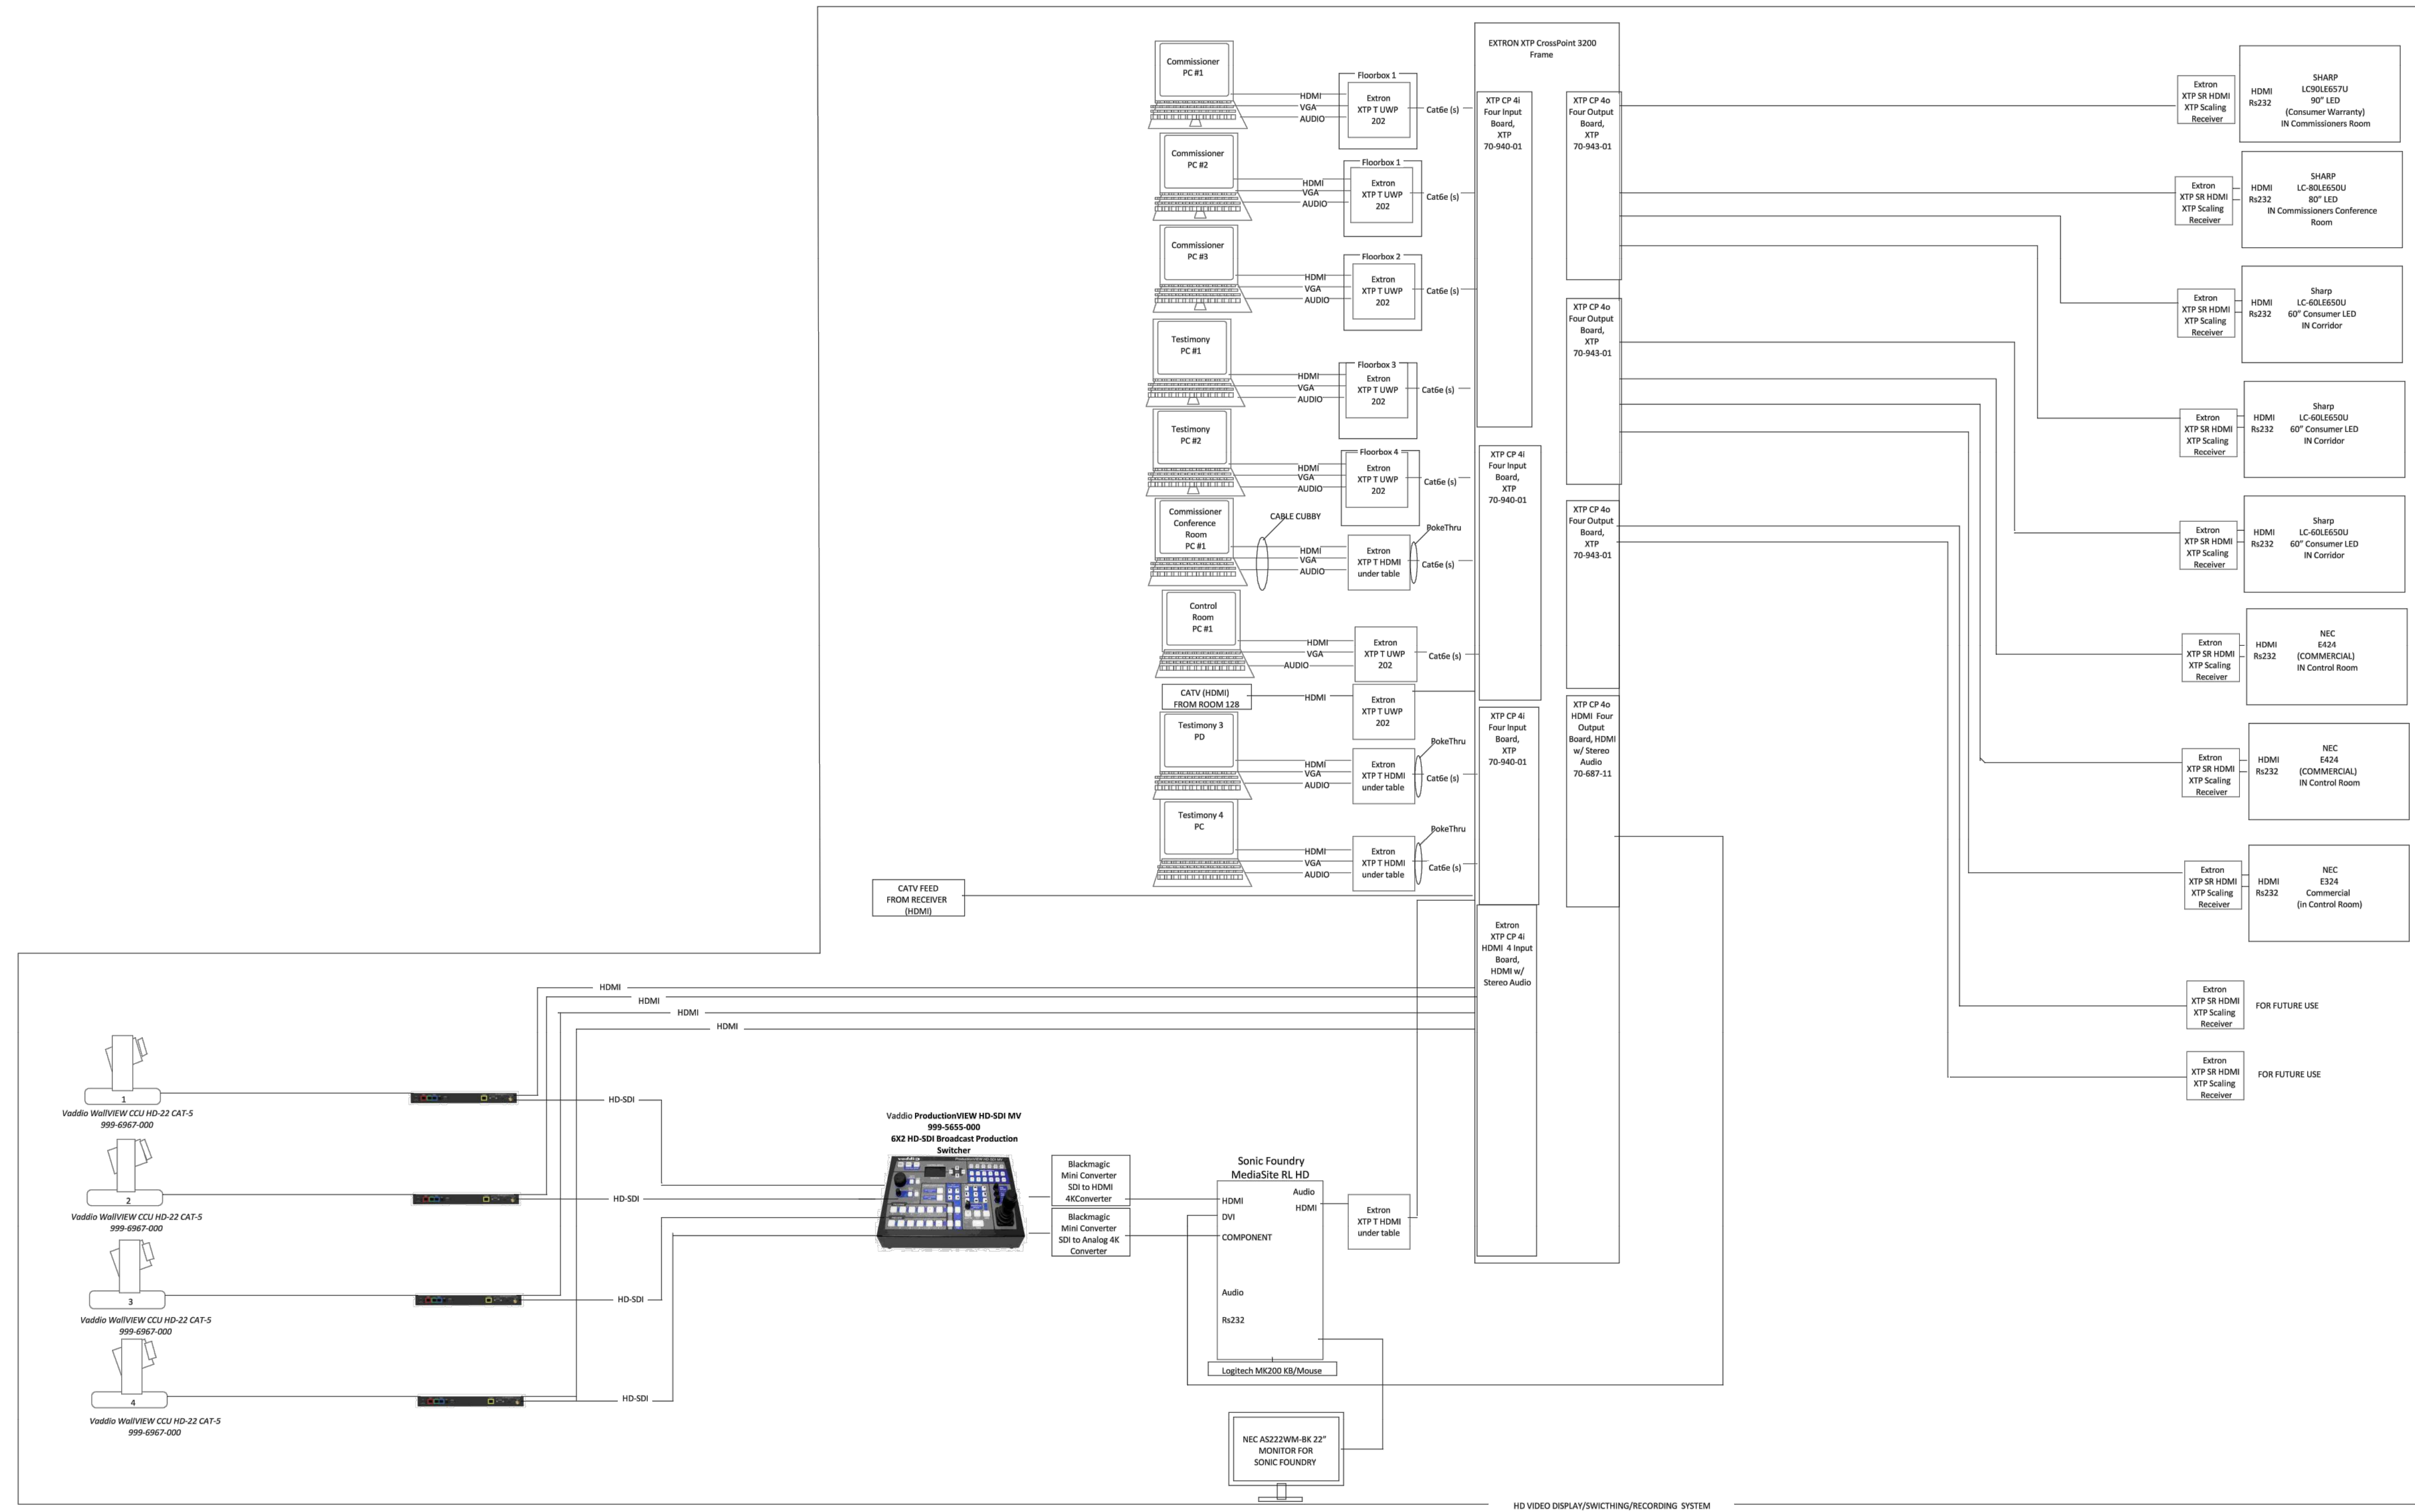 EXTRON XTP CrossPoint 3200
Frame
Commissioner
PC #1
HDMI
VGA
AUDIO
Floorbox 1
Extron
XTP T UWP
202
Cat6e (s)
Commissioner
PC #2
HDMI
VGA
AUDIO
Floorbox 1
Extron
XTP T UWP
202
Cat6e (s)
Commissioner
PC #3
HDMI
VGA
AUDIO
Floorbox 2
Extron
XTP T UWP
202
Cat6e (s)
Testimony
PC #1
HDMI
VGA
AUDIO
Floorbox 3
Extron
XTP T UWP
202
Cat6e (s)
Testimony
PC #2
HDMI
VGA
AUDIO
Floorbox 4
Extron
XTP T UWP
202
Cat6e (s)
Commissioner
Conference
Room
PC #1
CABLE CUBBY
HDMI
VGA
AUDIO
Extron
XTP T HDMI
under table
PokeThru
Cat6e (s)
Control
Room
PC #1
HDMI
VGA
AUDIO
Extron
XTP T UWP
202
Cat6e (s)
CATV (HDMI)
FROM ROOM 128
HDMI
Extron
XTP T UWP
202
Testimony 3
PD
HDMI
VGA
AUDIO
Extron
XTP T HDMI
under table
PokeThru
Cat6e (s)
Testimony 4
PC
HDMI
VGA
AUDIO
Extron
XTP T HDMI
under table
PokeThru
Cat6e (s)
CATV FEED
FROM RECEIVER
(HDMI)
XTP CP 4i
Four Input
Board,
XTP
70-940-01
XTP CP 4i
Four Input
Board,
XTP
70-940-01
XTP CP 4i
Four Input
Board,
XTP
70-940-01
Extron
XTP CP 4i
HDMI 4 Input
Board,
HDMI w/
Stereo Audio
XTP CP 4o
Four Output
Board,
XTP
70-943-01
XTP CP 4o
Four Output
Board,
XTP
70-943-01
XTP CP 4o
Four Output
Board,
XTP
70-943-01
XTP CP 4o
HDMI Four
Output
Board, HDMI
w/ Stereo
Audio
70-687-11
Extron
XTP SR HDMI
XTP Scaling
Receiver
HDMI
Rs232
SHARP
LC90LE657U
90" LED
(Consumer Warranty)
IN Commissioners Room
Extron
XTP SR HDMI
XTP Scaling
Receiver
HDMI
Rs232
SHARP
LC-80LE650U
80" LED
IN Commissioners Conference
Room
Extron
XTP SR HDMI
XTP Scaling
Receiver
HDMI
Rs232
Sharp
LC-60LE650U
60" Consumer LED
IN Corridor
Extron
XTP SR HDMI
XTP Scaling
Receiver
HDMI
Rs232
Sharp
LC-60LE650U
60" Consumer LED
IN Corridor
Extron
XTP SR HDMI
XTP Scaling
Receiver
HDMI
Rs232
Sharp
LC-60LE650U
60" Consumer LED
IN Corridor
Extron
XTP SR HDMI
XTP Scaling
Receiver
HDMI
Rs232
NEC
E424
(COMMERCIAL)
IN Control Room
Extron
XTP SR HDMI
XTP Scaling
Receiver
HDMI
Rs232
NEC
E424
(COMMERCIAL)
IN Control Room
Extron
XTP SR HDMI
XTP Scaling
Receiver
HDMI
Rs232
NEC
E324
Commercial
(in Control Room)
Extron
XTP SR HDMI
XTP Scaling
Receiver
FOR FUTURE USE
Extron
XTP SR HDMI
XTP Scaling
Receiver
FOR FUTURE USE
HDMI
HDMI
HDMI
HDMI
1
Vaddio WallVIEW CCU HD-22 CAT-5
999-6967-000
HD-SDI
2
Vaddio WallVIEW CCU HD-22 CAT-5
999-6967-000
HD-SDI
3
Vaddio WallVIEW CCU HD-22 CAT-5
999-6967-000
HD-SDI
4
Vaddio WallVIEW CCU HD-22 CAT-5
999-6967-000
HD-SDI
Vaddio ProductionVIEW HD-SDI MV
999-5655-000
6X2 HD-SDI Broadcast Production
Switcher
vaddio
Blackmagic
Mini Converter
SDI to HDMI
4KConverter
Blackmagic
Mini Converter
SDI to Analog 4K
Converter
Sonic Foundry
MediaSite RL HD
Audio
HDMI
HDMI
DVI
COMPONENT
Audio
Rs232
Extron
XTP T HDMI
under table
Logitech MK200 KB/Mouse
NEC AS222WM-BK 22"
MONITOR FOR
SONIC FOUNDRY
HD VIDEO DISPLAY/SWICTHING/RECORDING SYSTEM